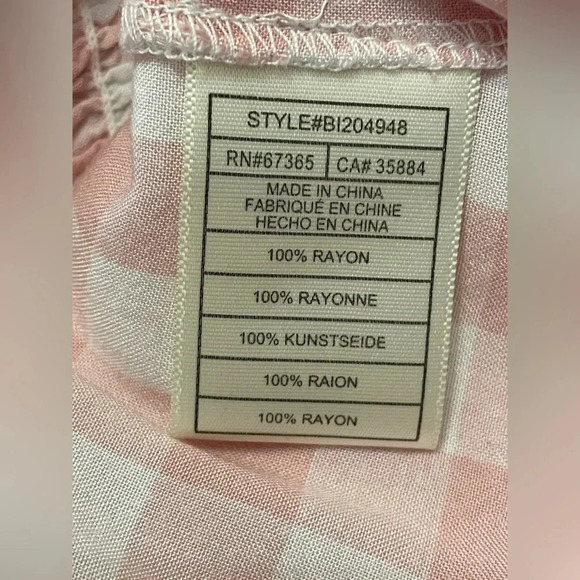 STYLE#BI204948
RN#67365 CA# 35884
MADE IN CHINA
FABRIQUÉ EN CHINE
HECHO EN CHINA
100% RAYON
100% RAYONNE
100% KUNSTSEIDE
100% RAION
100% RAYON